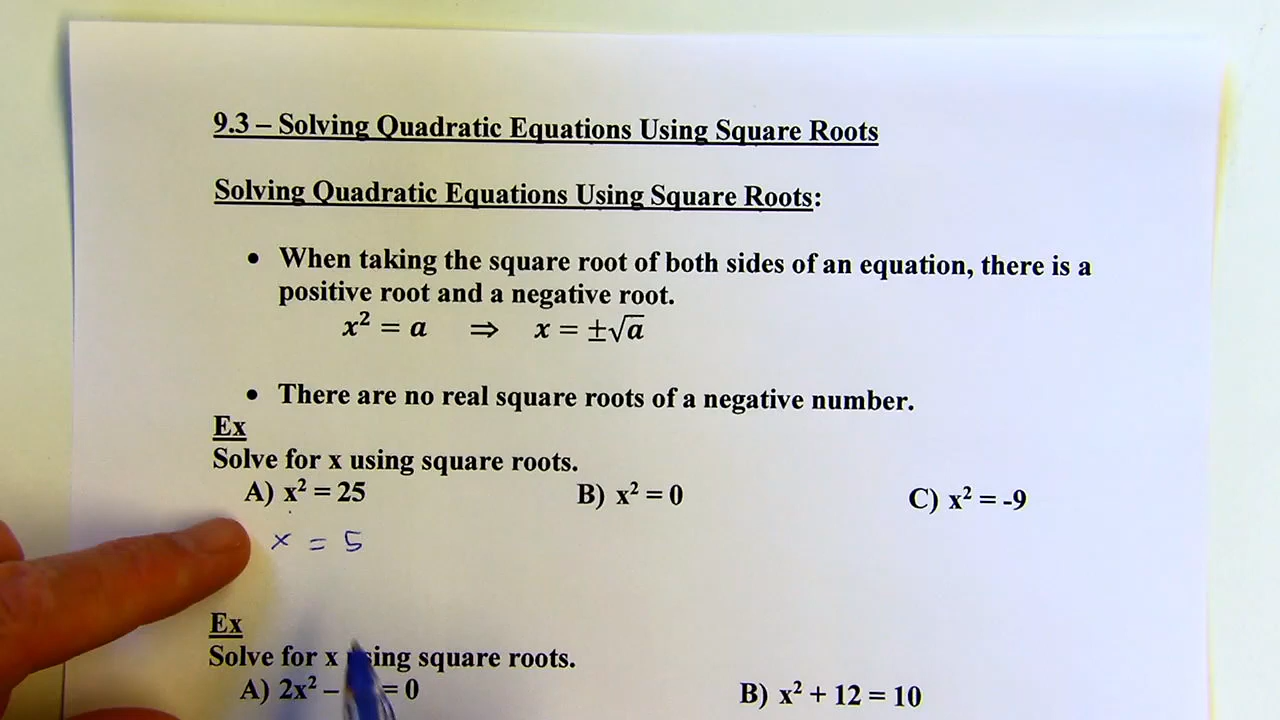 9.3 – Solving Quadratic Equations Using Square Roots
Solving Quadratic Equations Using Square Roots:
• When taking the square root of both sides of an equation, there is a
positive root and a negative root.
x² = a ⇒ x = ±√a
• There are no real square roots of a negative number.
Ex
Solve for x using square roots.
A) x² = 25 B) x² = 0 C) x² = -9
x = 5
Ex
Solve for x using square roots.
A) 2x² – = 0 B) x² + 12 = 10